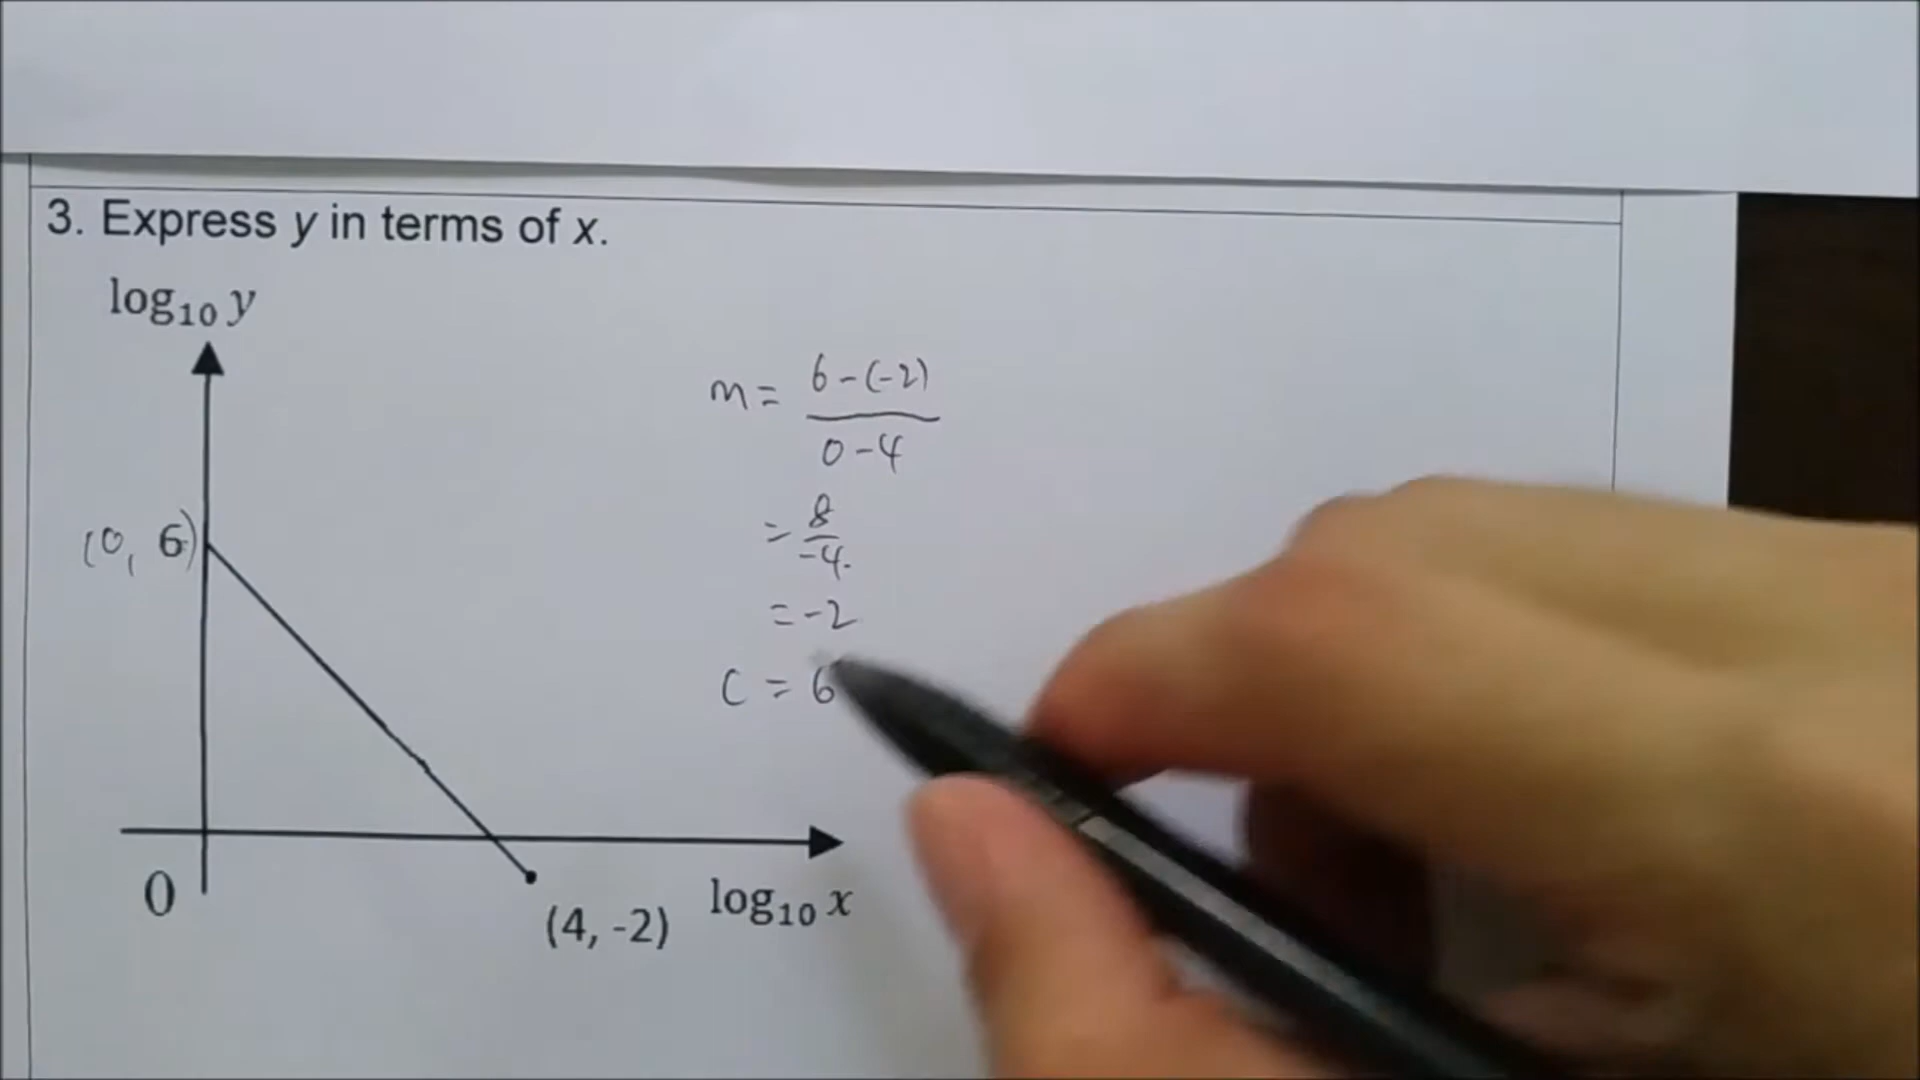 3. Express y in terms of x.
log₁₀ y
m = 6-(-2)
0-4
= 8
-4.
= -2
c = 6
(0, 6)
0
(4, -2)
log₁₀ x